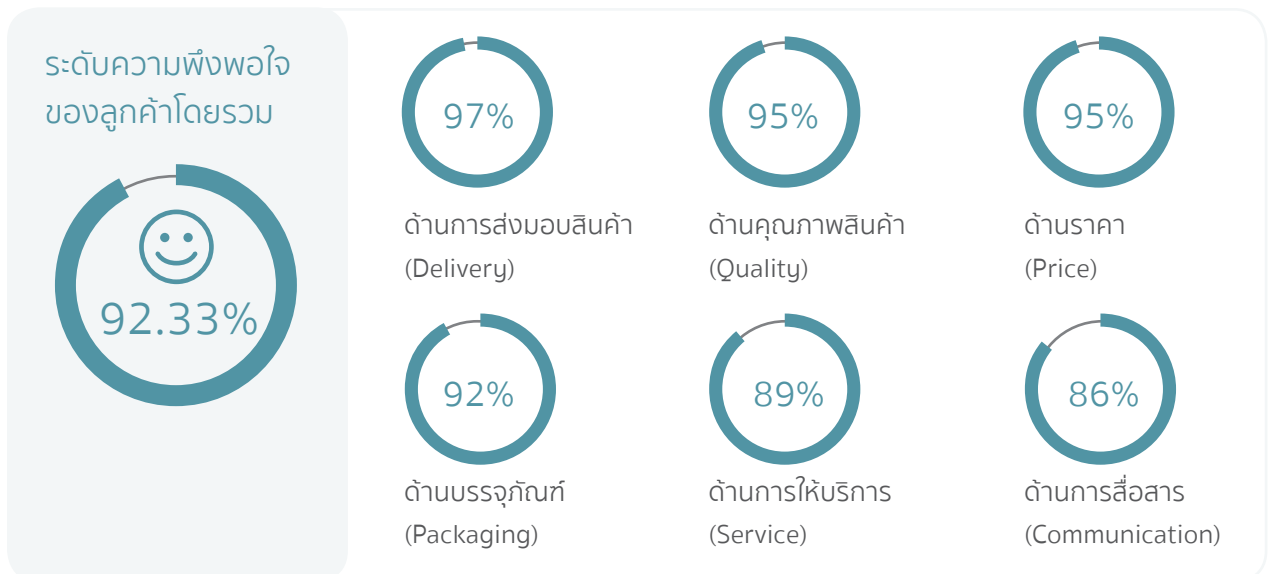 ระดับความพึงพอใจ
ของลูกค้าโดยรวม
92.33%
97%
ด้านการส่งมอบสินค้า
(Delivery)
95%
ด้านคุณภาพสินค้า
(Quality)
95%
ด้านราคา
(Price)
92%
ด้านบรรจุภัณฑ์
(Packaging)
89%
ด้านการให้บริการ
(Service)
86%
ด้านการสื่อสาร
(Communication)